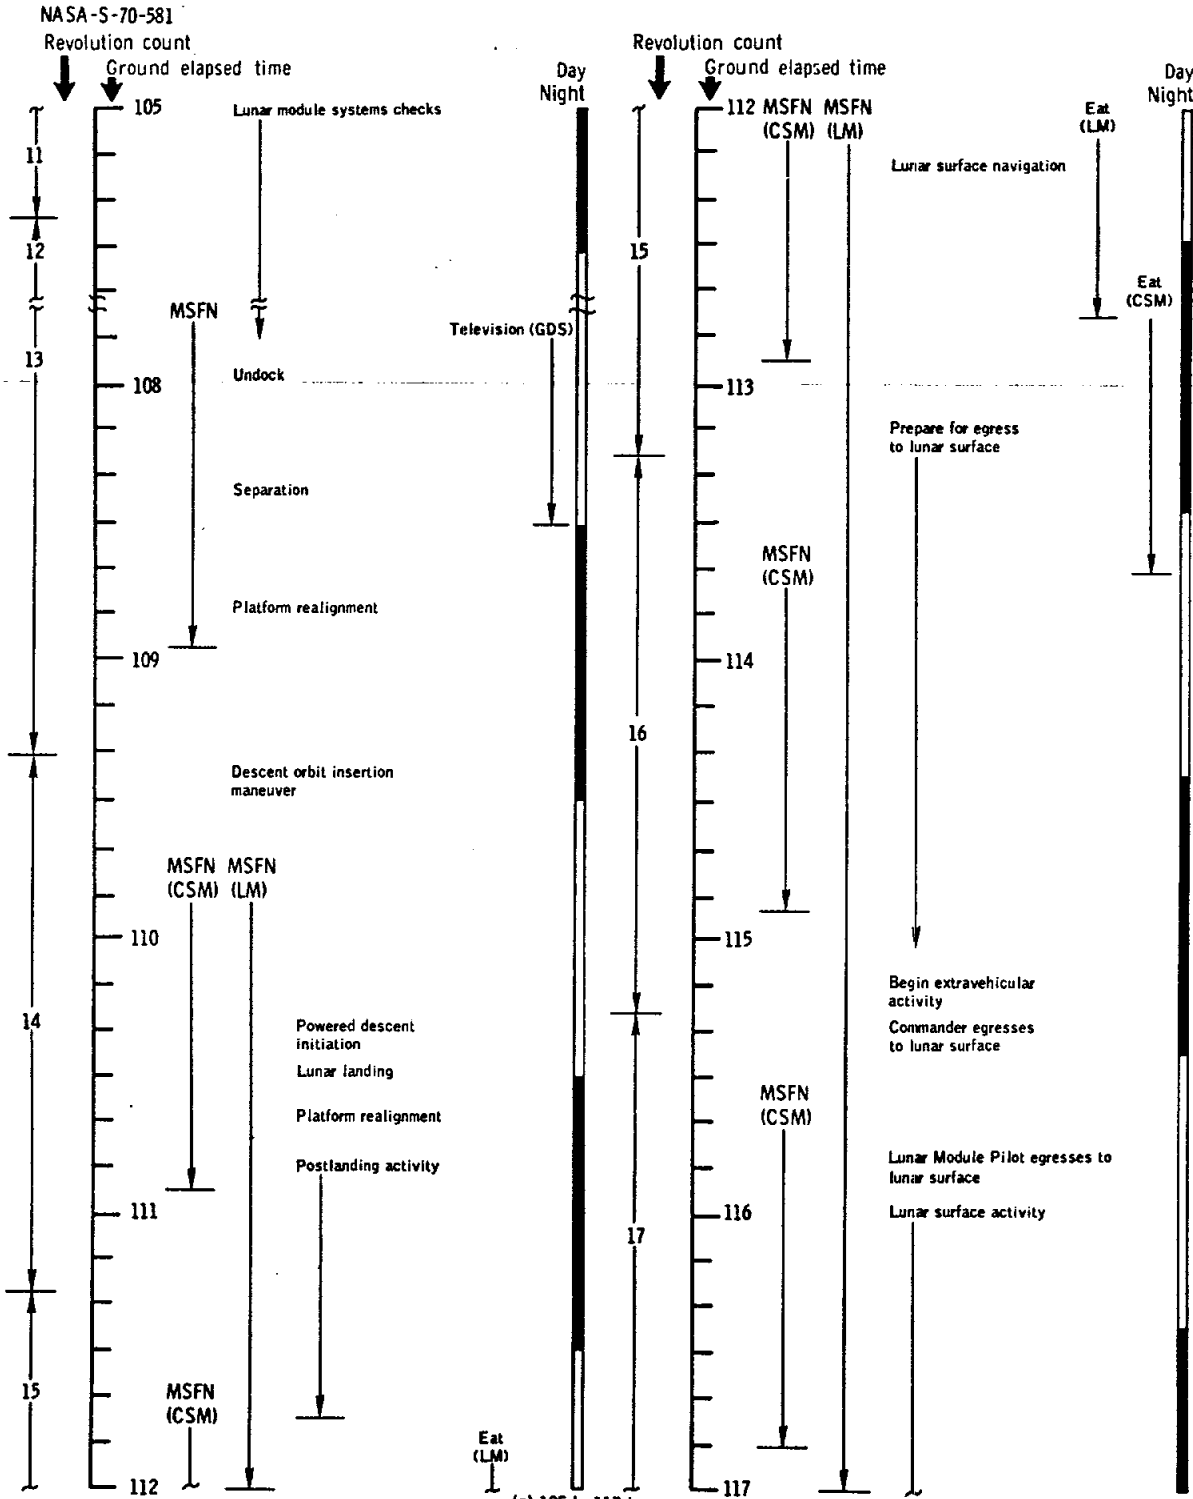 NASA-S-70-581
Revolution count
Ground elapsed time
Day
Night
105
Lunar module systems checks
11
12
MSFN
Television (GDS)
13
108
Undock
Separation
Platform realignment
109
Descent orbit insertion
maneuver
MSFN MSFN
(CSM) (LM)
110
14
Powered descent
initiation
Lunar landing
Platform realignment
Postlanding activity
111
15
MSFN
(CSM)
Eat
(LM)
112
Revolution count
Ground elapsed time
Day
Night
112 MSFN MSFN
(CSM) (LM)
Eat
(LM)
Lunar surface navigation
15
Eat
(CSM)
113
Prepare for egress
to lunar surface
MSFN
(CSM)
114
16
115
Begin extravehicular
activity
Commander egresses
to lunar surface
MSFN
(CSM)
Lunar Module Pilot egresses to
lunar surface
116
Lunar surface activity
17
117